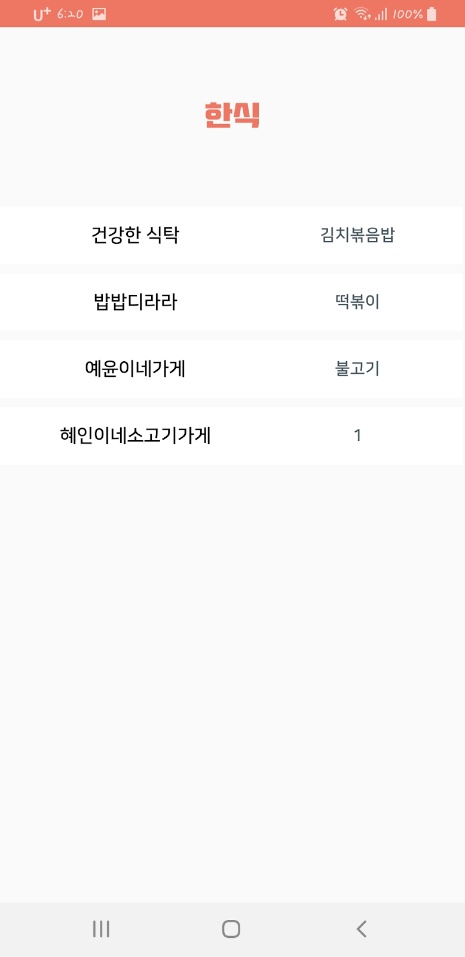 U+ 6:20 100%
한식
건강한 식탁 김치볶음밥
밥밥디라라 떡볶이
예윤이네가게 불고기
혜인이네소고기가게 1